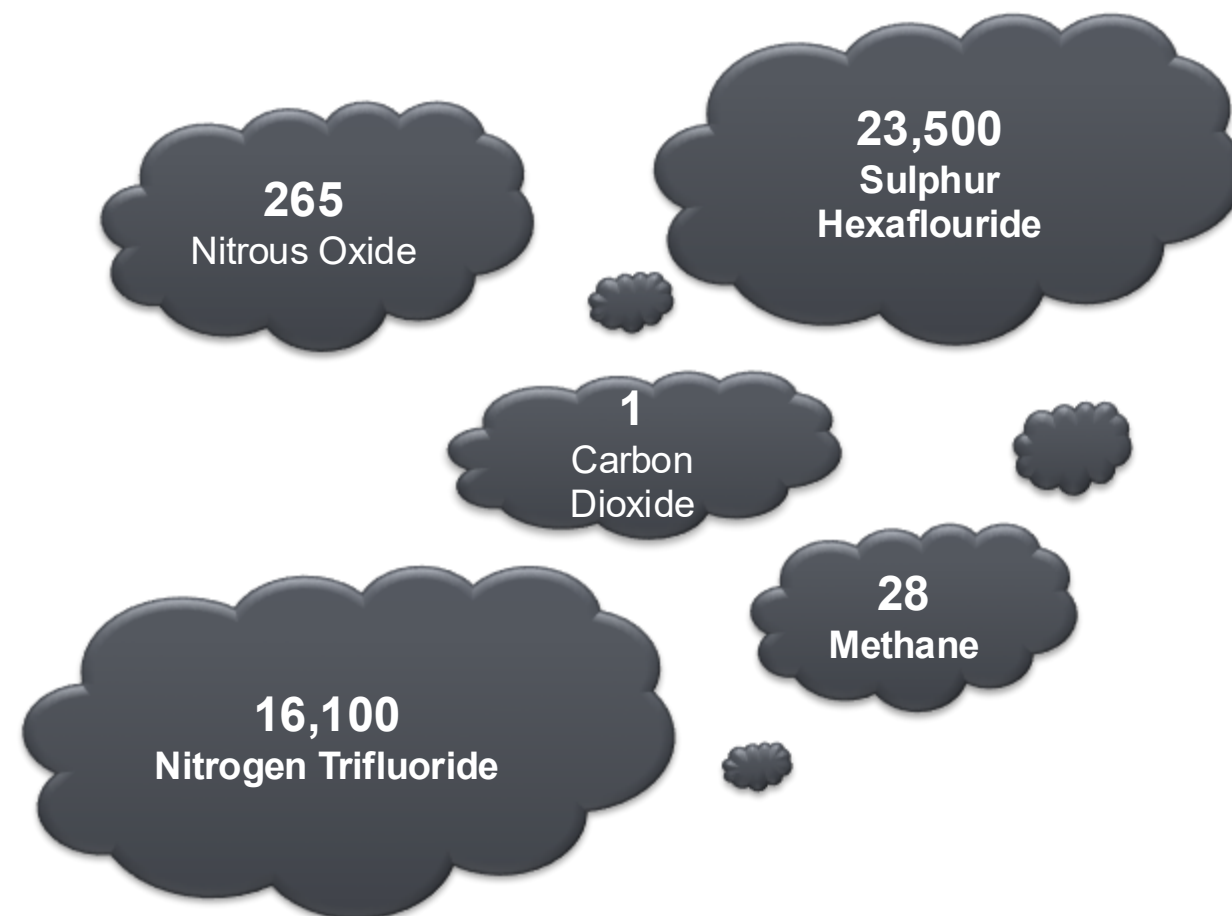 265
Nitrous Oxide
23,500
Sulphur
Hexaflouride
1
Carbon
Dioxide
28
Methane
16,100
Nitrogen Trifluoride